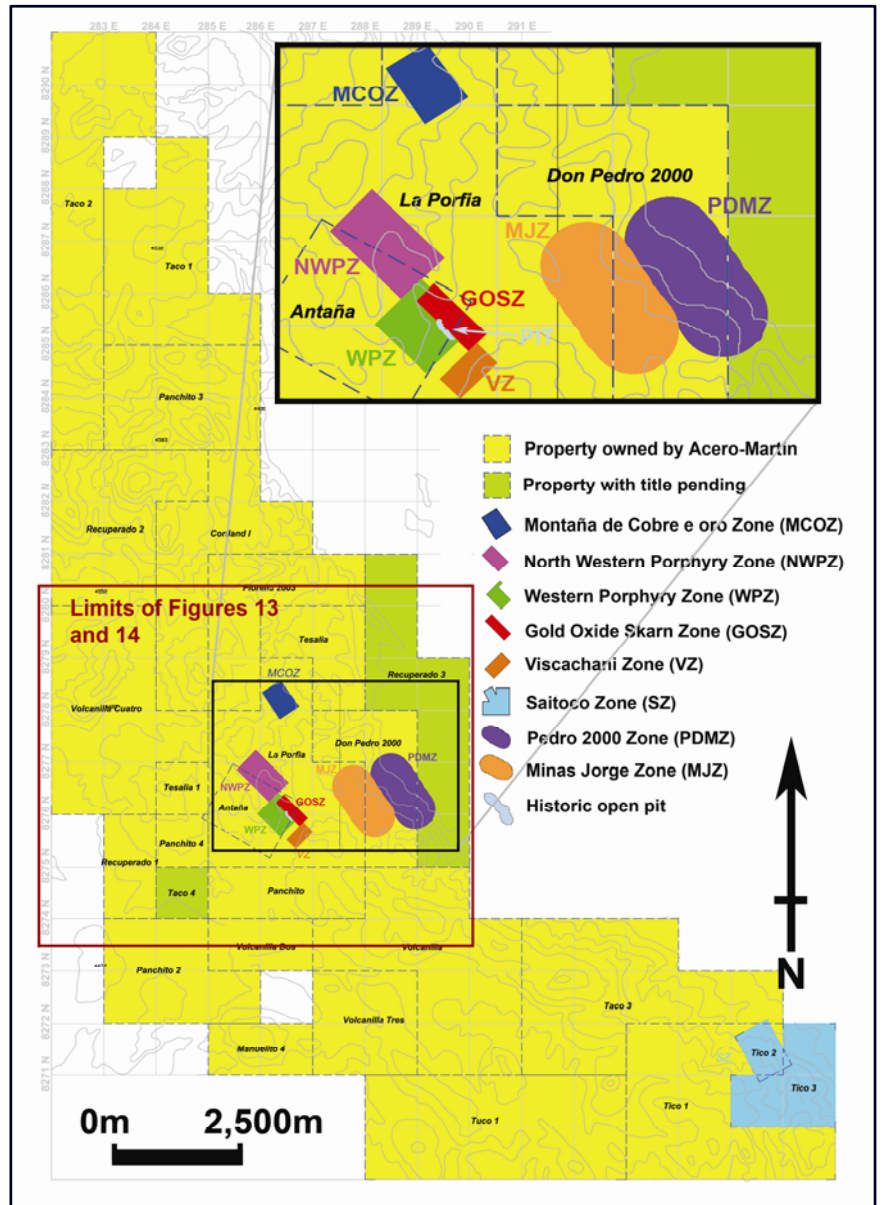 283 E 284 E 285 E 286 E 287 E 288 E 289 E 290 E 291 E
8290 N
8289 N
8288 N
8287 N
8286 N
8285 N
8284 N
8283 N
8282 N
8281 N
8280 N
8279 N
8278 N
8277 N
8276 N
8275 N
8274 N
8273 N
8272 N
8271 N
MCOZ
La Porfia
Don Pedro 2000
PDMZ
MJZ
NWPZ
GOSZ
Antaña
PIT
WPZ
VZ
Taco 2
Taco 1
Panchito 3
Recuperado 2
Conland I
Property owned by Acero-Martin
Property with title pending
Montaña de Cobre e oro Zone (MCOZ)
North Western Porphyry Zone (NWPZ)
Western Porphyry Zone (WPZ)
Gold Oxide Skarn Zone (GOSZ)
Viscachani Zone (VZ)
Saitoco Zone (SZ)
Pedro 2000 Zone (PDMZ)
Minas Jorge Zone (MJZ)
Historic open pit
Limits of Figures 13
and 14
2003
Tesalia
MCOZ
Recuperado 3
Cuatro
La Porfia
Don Pedro 2000
PDMZ
MJZ
NWPZ
Tesalia 1
Antaña
GOSZ
WPZ
VZ
Panchito 4
Recuperado 1
Taco 4
Panchito
Volcanilla Dos
Volcanilla
Panchito 2
Taco 3
Volcanilla Tres
Manuelito 4
Tico 2
SZ
Tico 3
Tico 1
Tuco 1
N
0m 2,500m